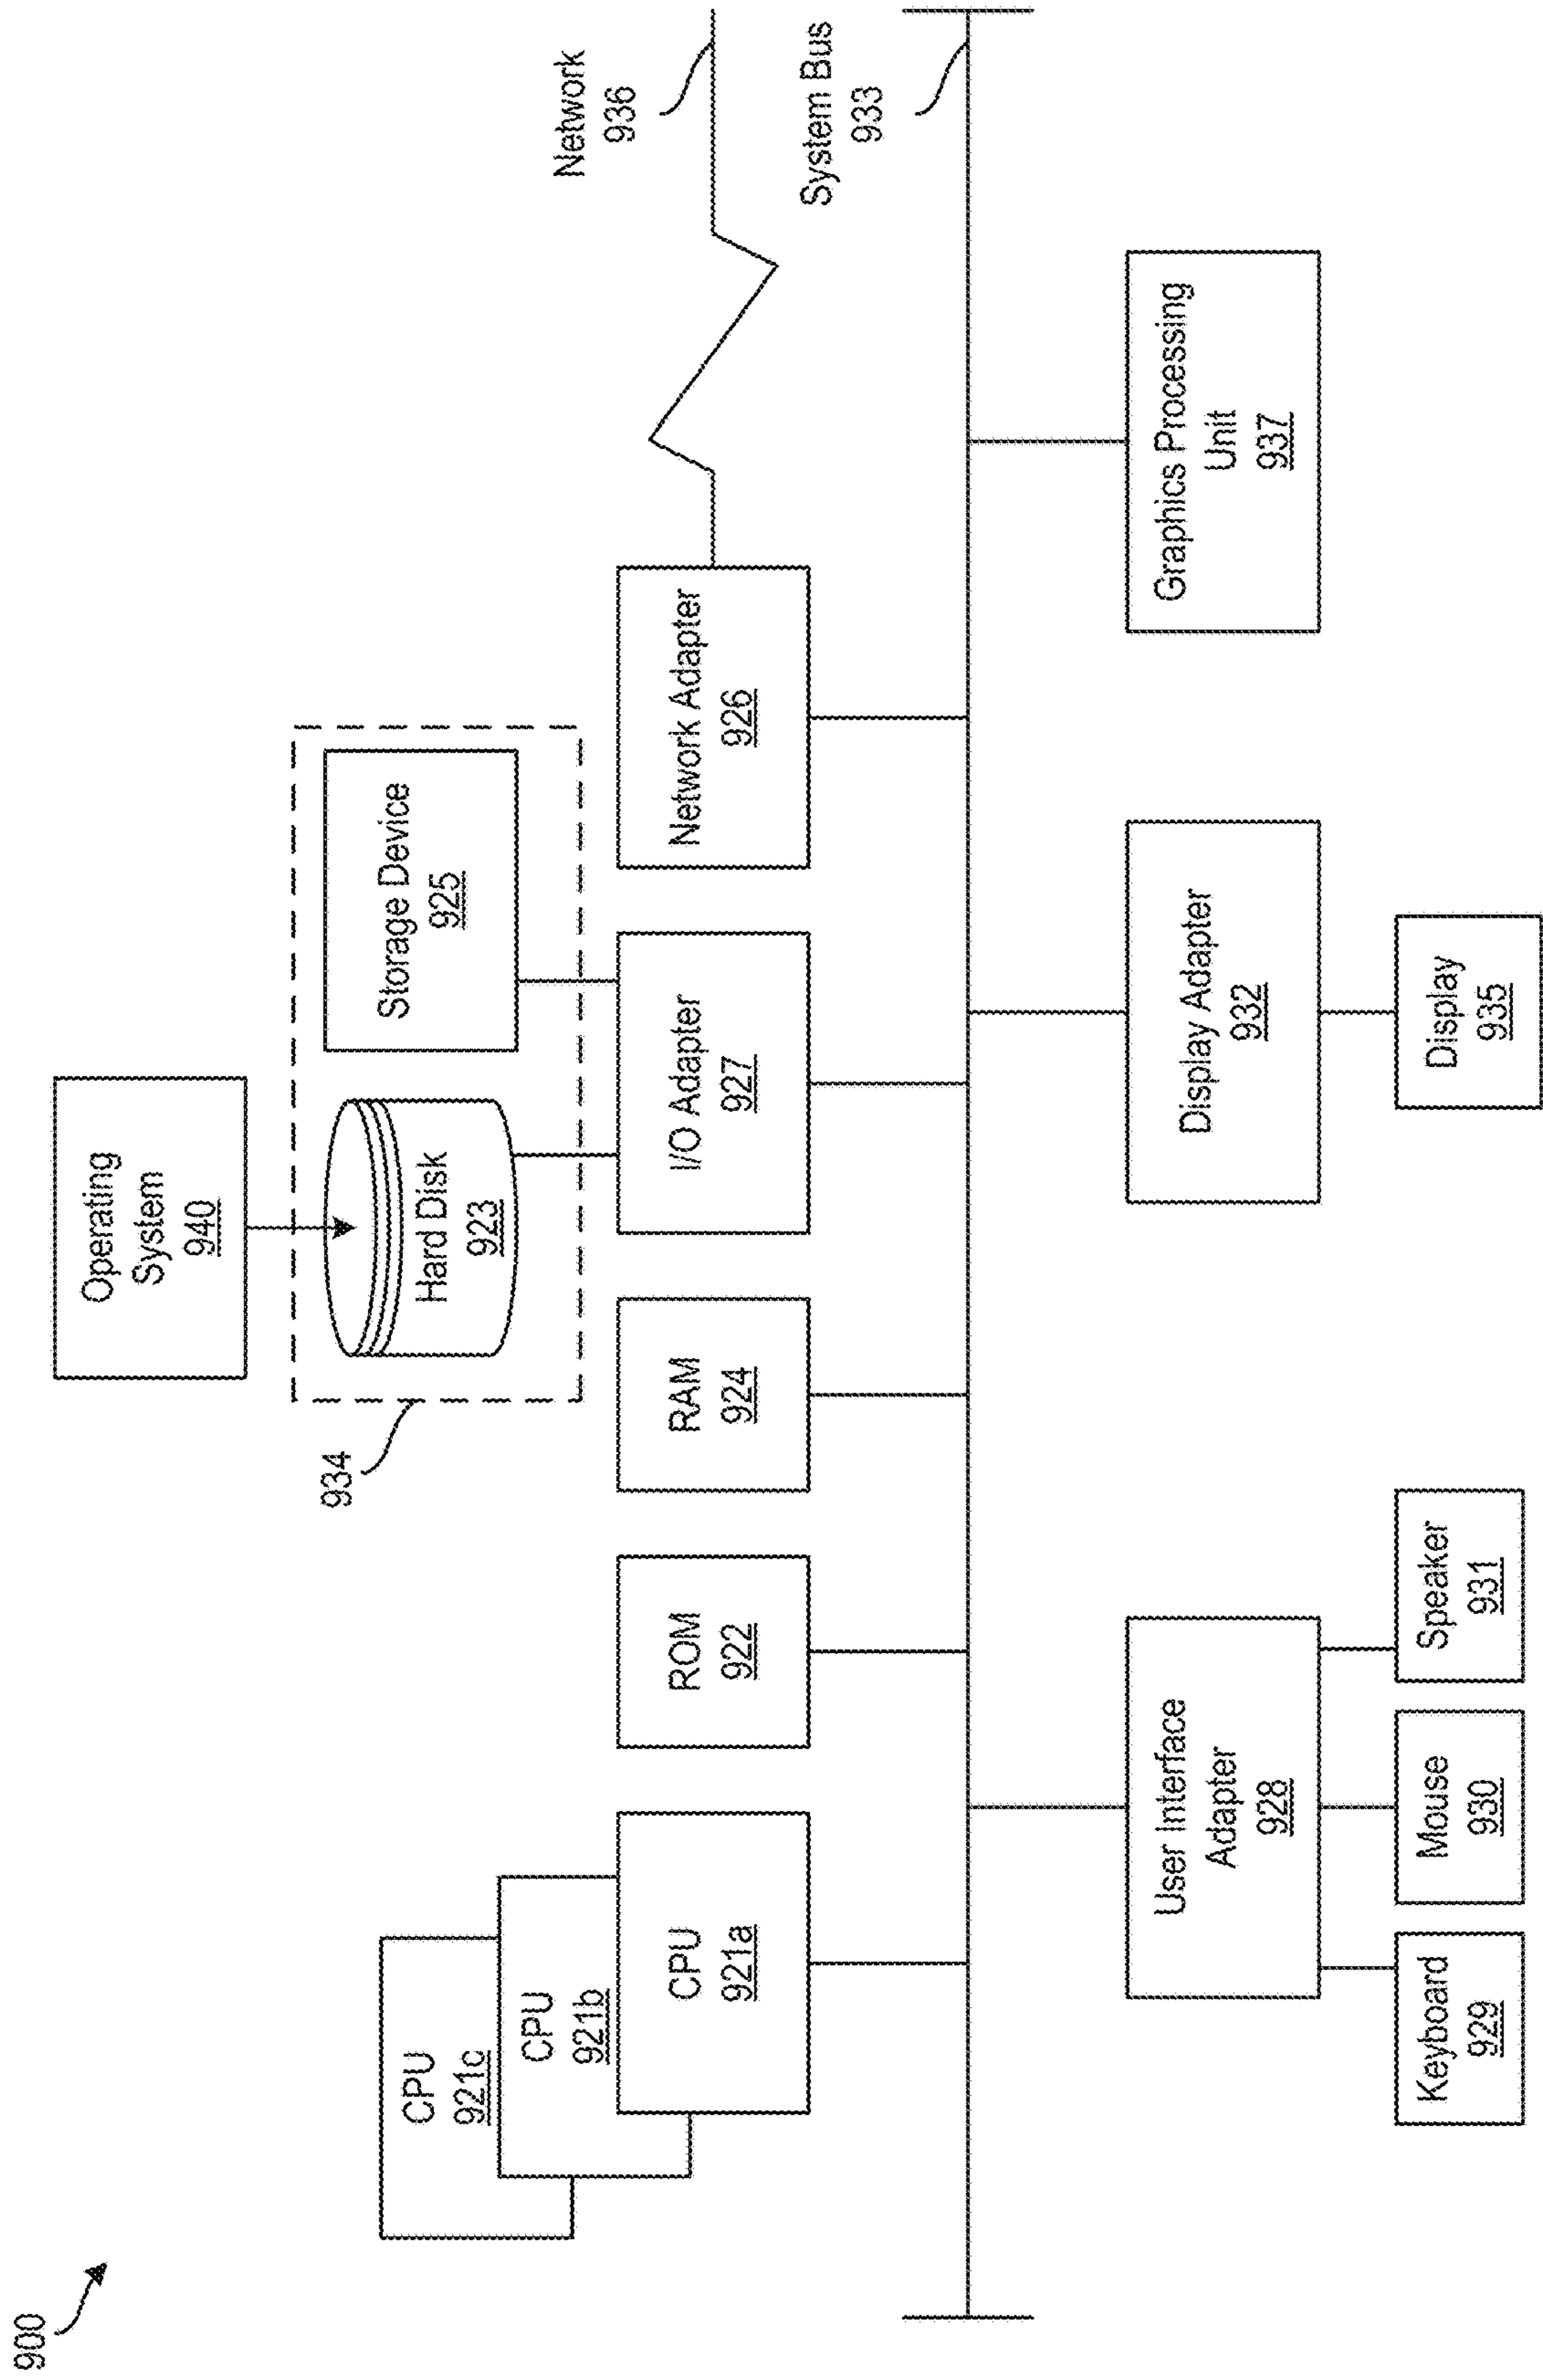 900
CPU
921c
CPU
921b
CPU
921a
ROM
922
RAM
924
934
Operating
System
940
Hard Disk
923
Storage Device
925
I/O Adapter
927
Network Adapter
926
Network
936
System Bus
933
User Interface
Adapter
928
Keyboard
929
Mouse
930
Speaker
931
Display Adapter
932
Display
935
Graphics Processing
Unit
937